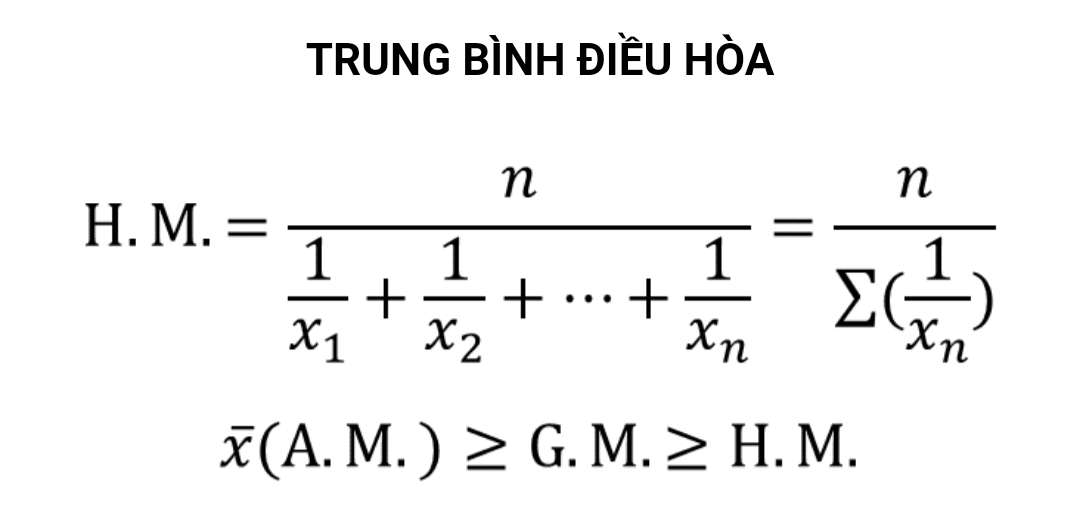 TRUNG BÌNH ĐIỀU HÒA
H. M. = n / (1/x₁ + 1/x₂ + ⋯ + 1/xₙ) = n / ∑(1/xₙ)
x̄(A. M. ) ≥ G. M. ≥ H. M.